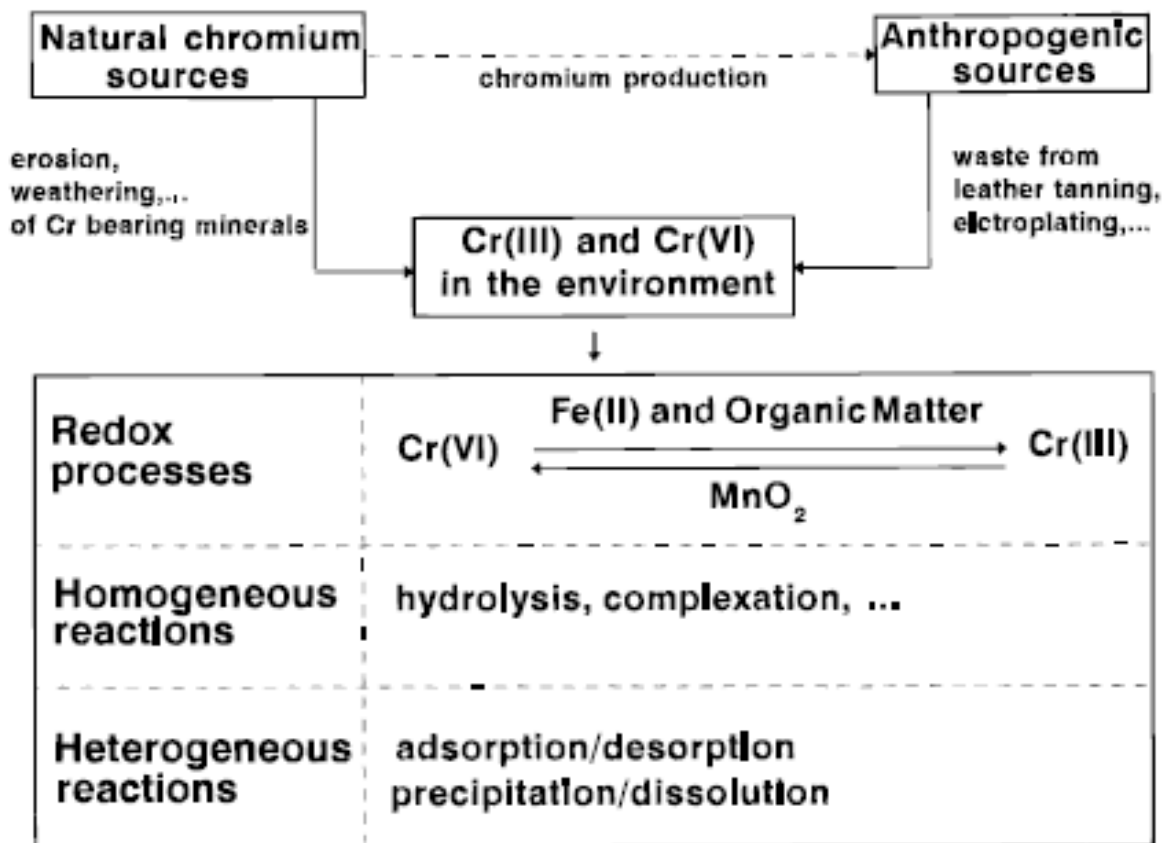 Natural chromium
sources
chromium production
Anthropogenic
sources
erosion,
weathering,...
of Cr bearing minerals
waste from
leather tanning,
elctroplating,...
Cr(III) and Cr(VI)
in the environment
Redox
processes
Fe(II) and Organic Matter
Cr(VI)
Cr(III)
MnO₂
Homogeneous
reactions
hydrolysis, complexation, ...
Heterogeneous
reactions
adsorption/desorption
precipitation/dissolution